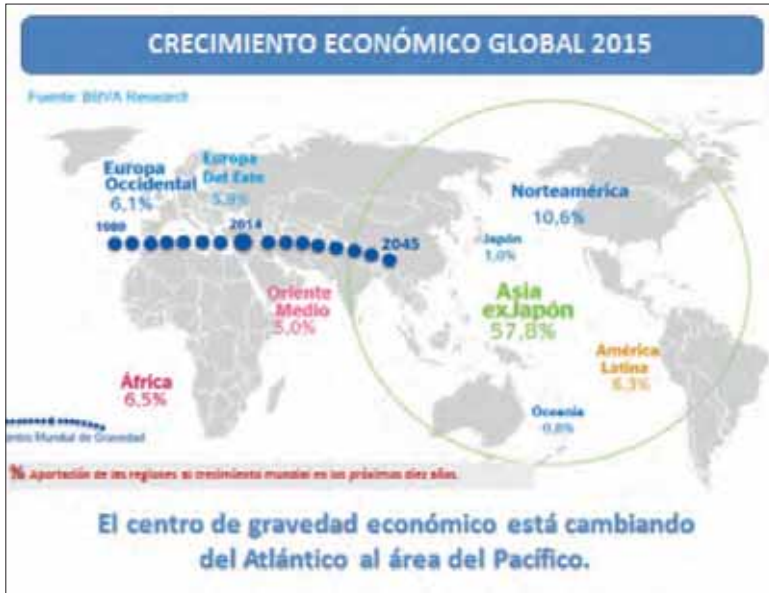 CRECIMIENTO ECONÓMICO GLOBAL 2015
Fuente: BBVA Research
Europa
Occidental
6,1%
Europa
Del Este
5,9%
1980
2014
2045
Norteamérica
10,6%
Japón
1,0%
Oriente
Medio
5,0%
Asia
exJapón
57,8%
África
6,5%
América
Latina
6,3%
Oceanía
0,8%
entro Mundial de Gravedad
% Aportación de las regiones al crecimiento mundial en los próximos diez años.
El centro de gravedad económico está cambiando
del Atlántico al área del Pacífico.